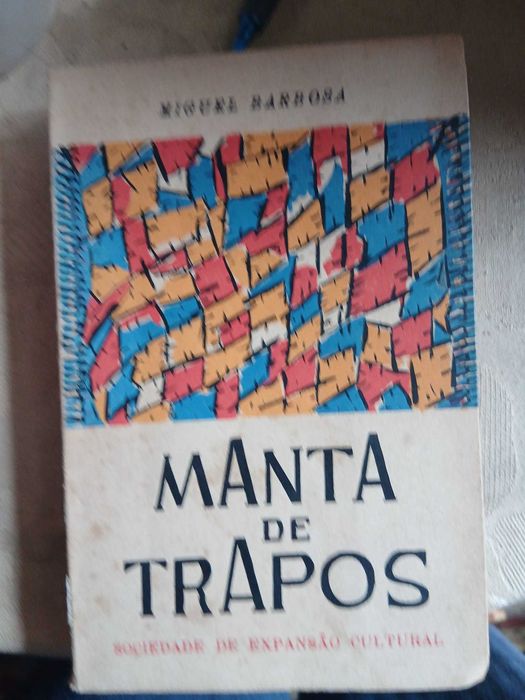 MIGUEL BARBOSA
MANTA
DE
TRAPOS
SOCIEDADE DE EXPANSÃO CULTURAL